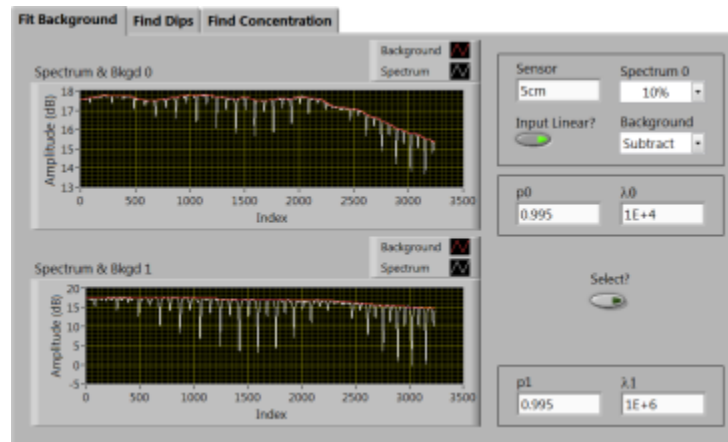 Fit Background Find Dips Find Concentration
Background
Spectrum & Bkgd 0 Spectrum
18
17
16
15
14
13
Amplitude (dB)
0 500 1000 1500 2000 2500 3000 3500
Index
Background
Spectrum & Bkgd 1 Spectrum
20
15
10
5
0
-5
Amplitude (dB)
0 500 1000 1500 2000 2500 3000 3500
Index
Sensor Spectrum 0
5cm 10%
Input Linear? Background
Subtract
p0 λ0
0.995 1E+4
Select?
p1 λ1
0.995 1E+6